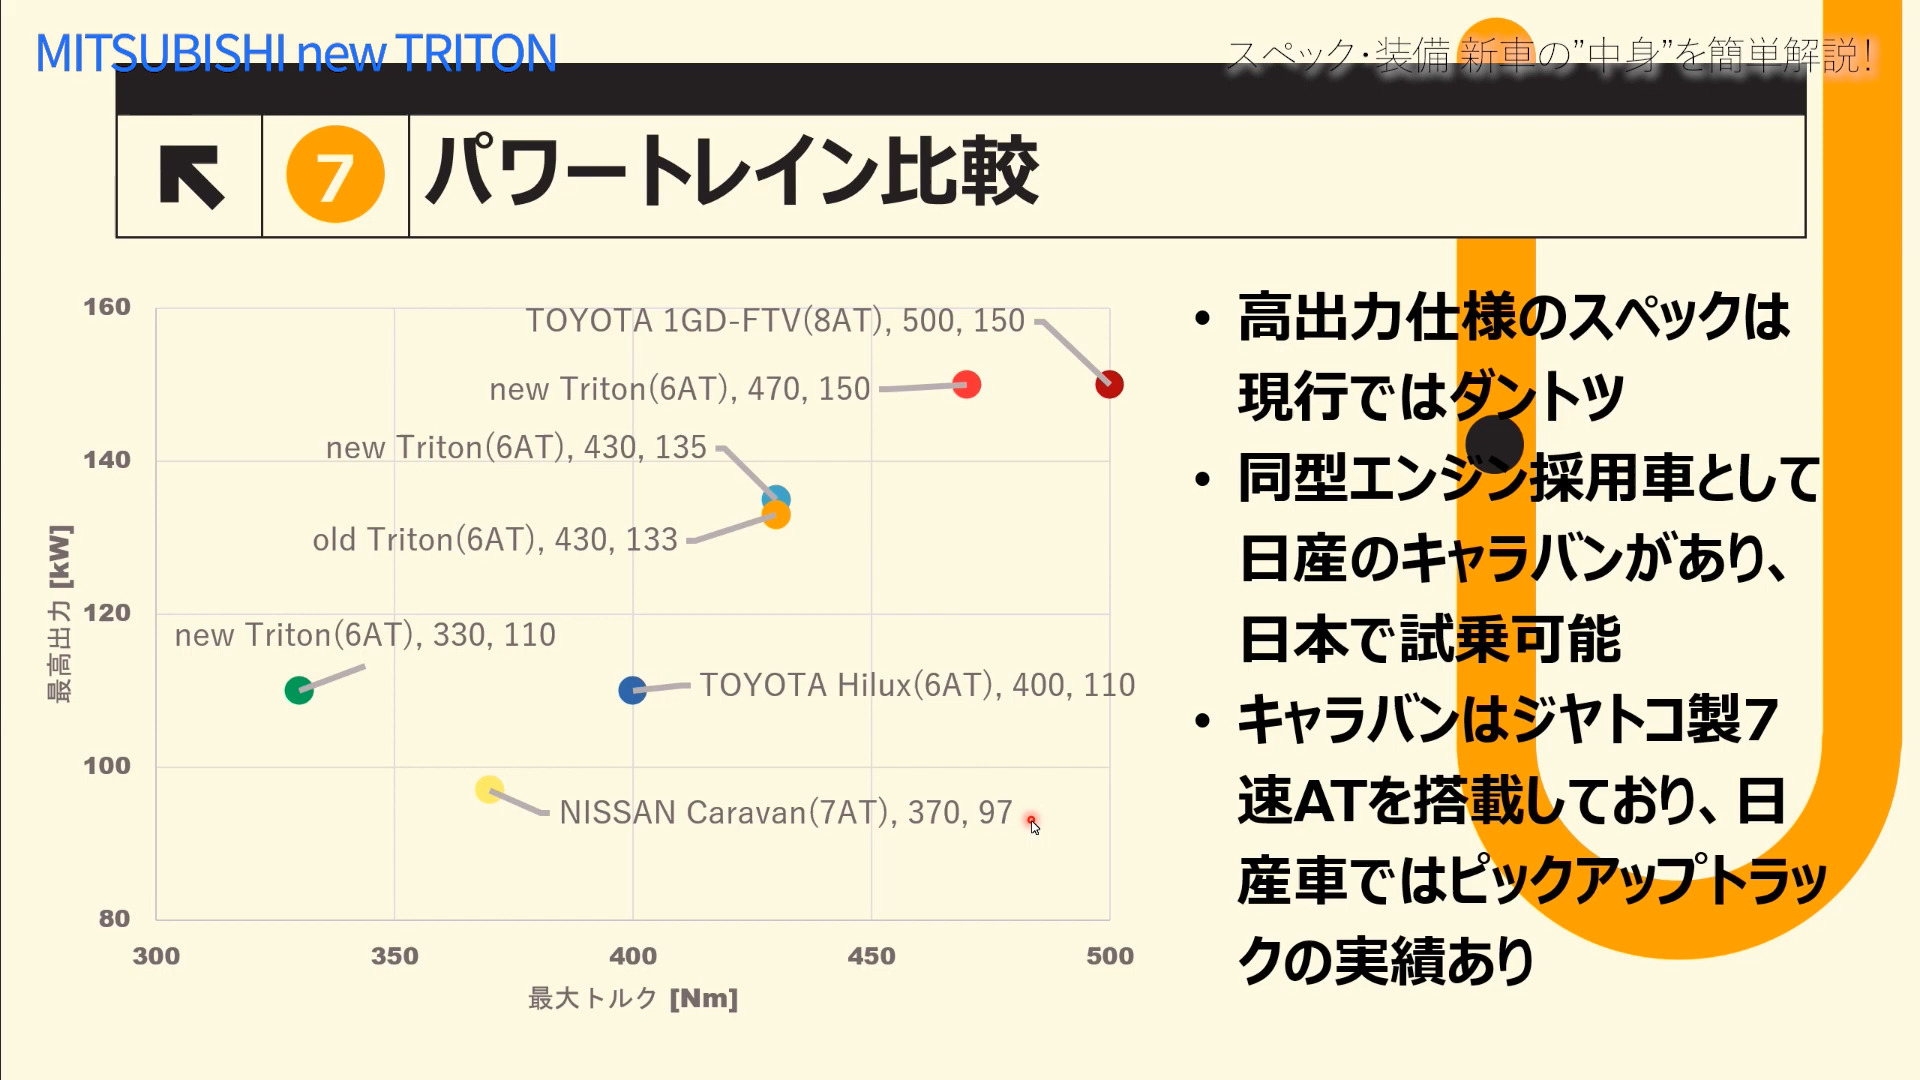 MITSUBISHI new TRITON
スペック・装備 新車の”中身”を簡単解説！
7 パワートレイン比較
160
140
120
100
80
最高出力 [kW]
TOYOTA 1GD-FTV(8AT), 500, 150
new Triton(6AT), 470, 150
new Triton(6AT), 430, 135
old Triton(6AT), 430, 133
new Triton(6AT), 330, 110
TOYOTA Hilux(6AT), 400, 110
NISSAN Caravan(7AT), 370, 97
300 350 400 450 500
最大トルク [Nm]
• 高出力仕様のスペックは
現行ではダントツ
• 同型エンジン採用車として
日産のキャラバンがあり、
日本で試乗可能
• キャラバンはジヤトコ製7
速ATを搭載しており、日
産車ではピックアップトラッ
クの実績あり